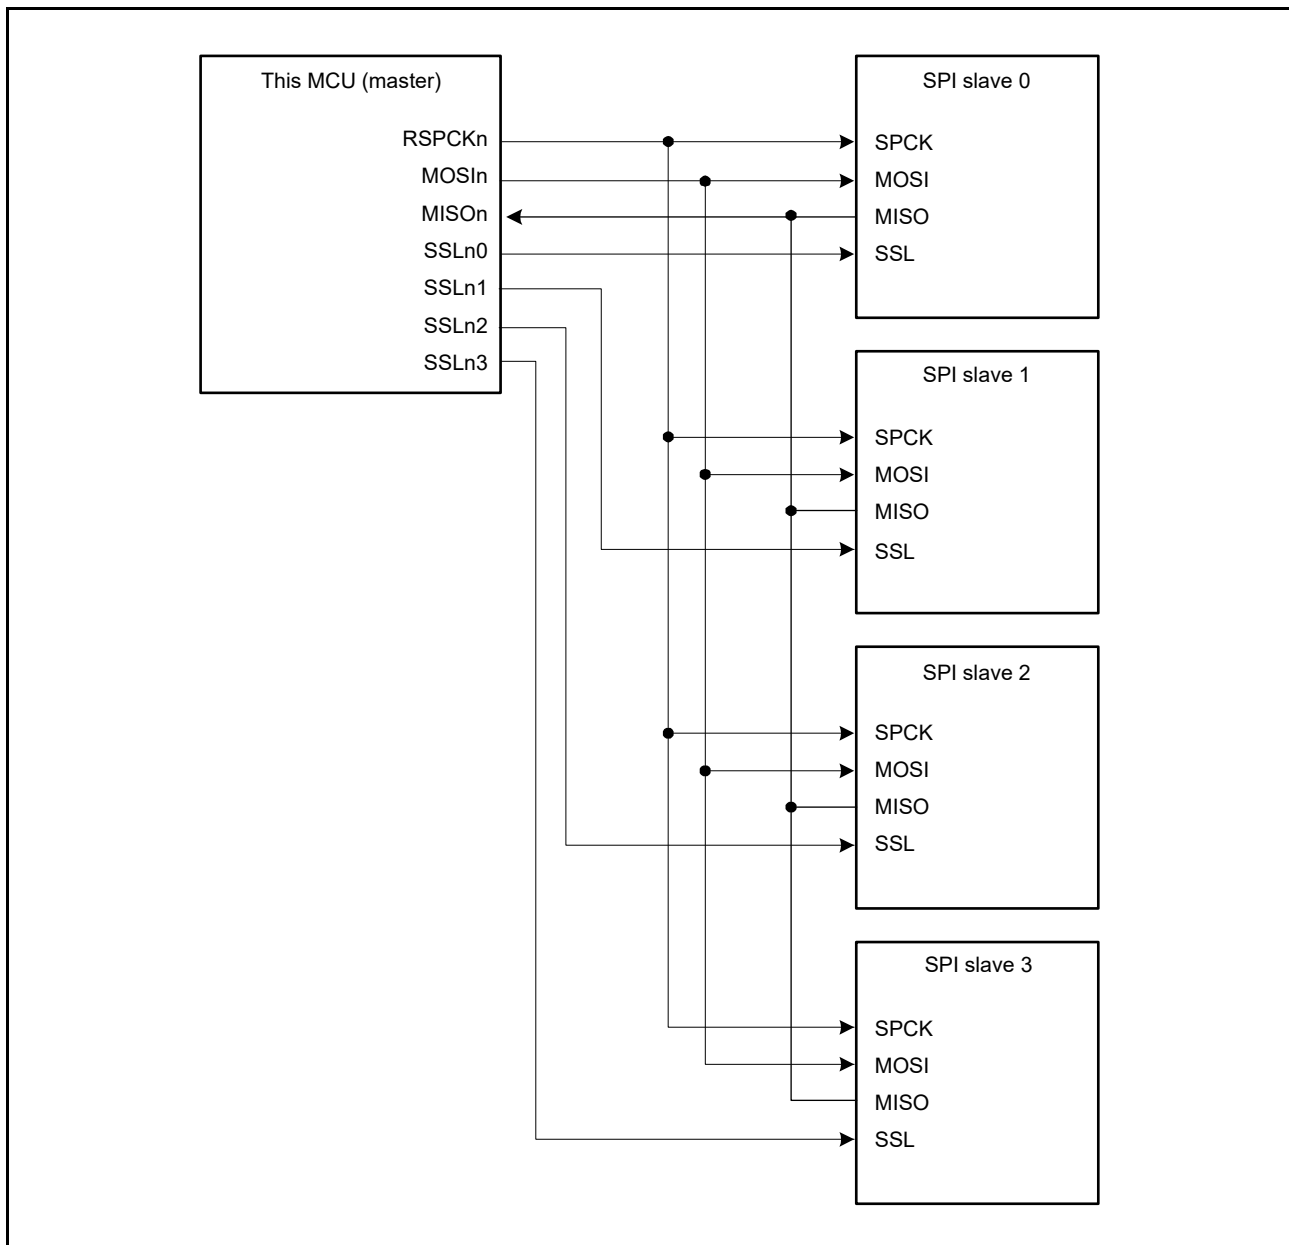 This MCU (master)
RSPCKn
MOSIn
MISOn
SSLn0
SSLn1
SSLn2
SSLn3
SPI slave 0
SPCK
MOSI
MISO
SSL
SPI slave 1
SPCK
MOSI
MISO
SSL
SPI slave 2
SPCK
MOSI
MISO
SSL
SPI slave 3
SPCK
MOSI
MISO
SSL